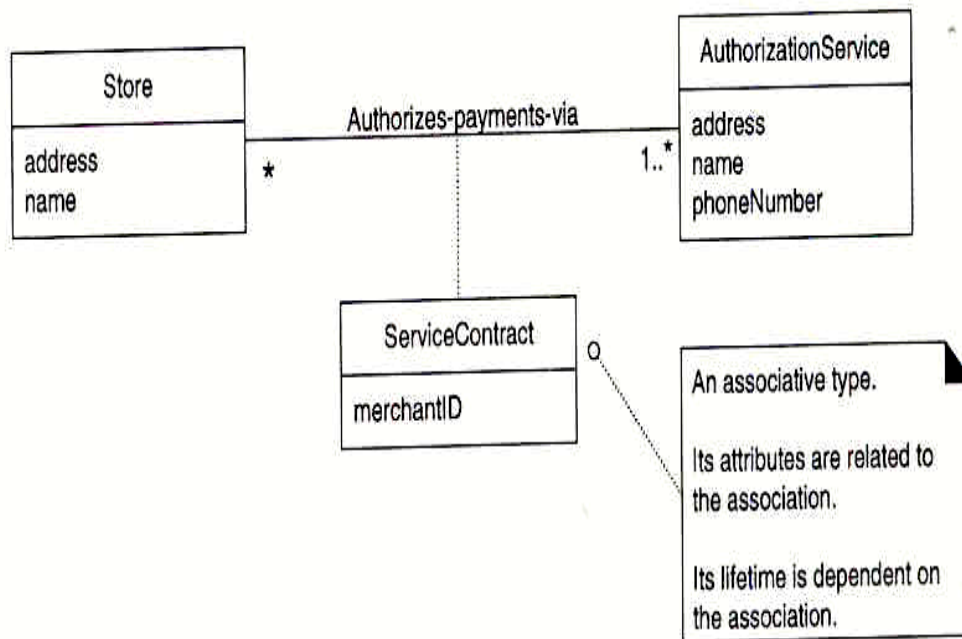 Store
address
name
Authorizes-payments-via
*
1..*
AuthorizationService
address
name
phoneNumber
ServiceContract
merchantID
An associative type.
Its attributes are related to
the association.
Its lifetime is dependent on
the association.